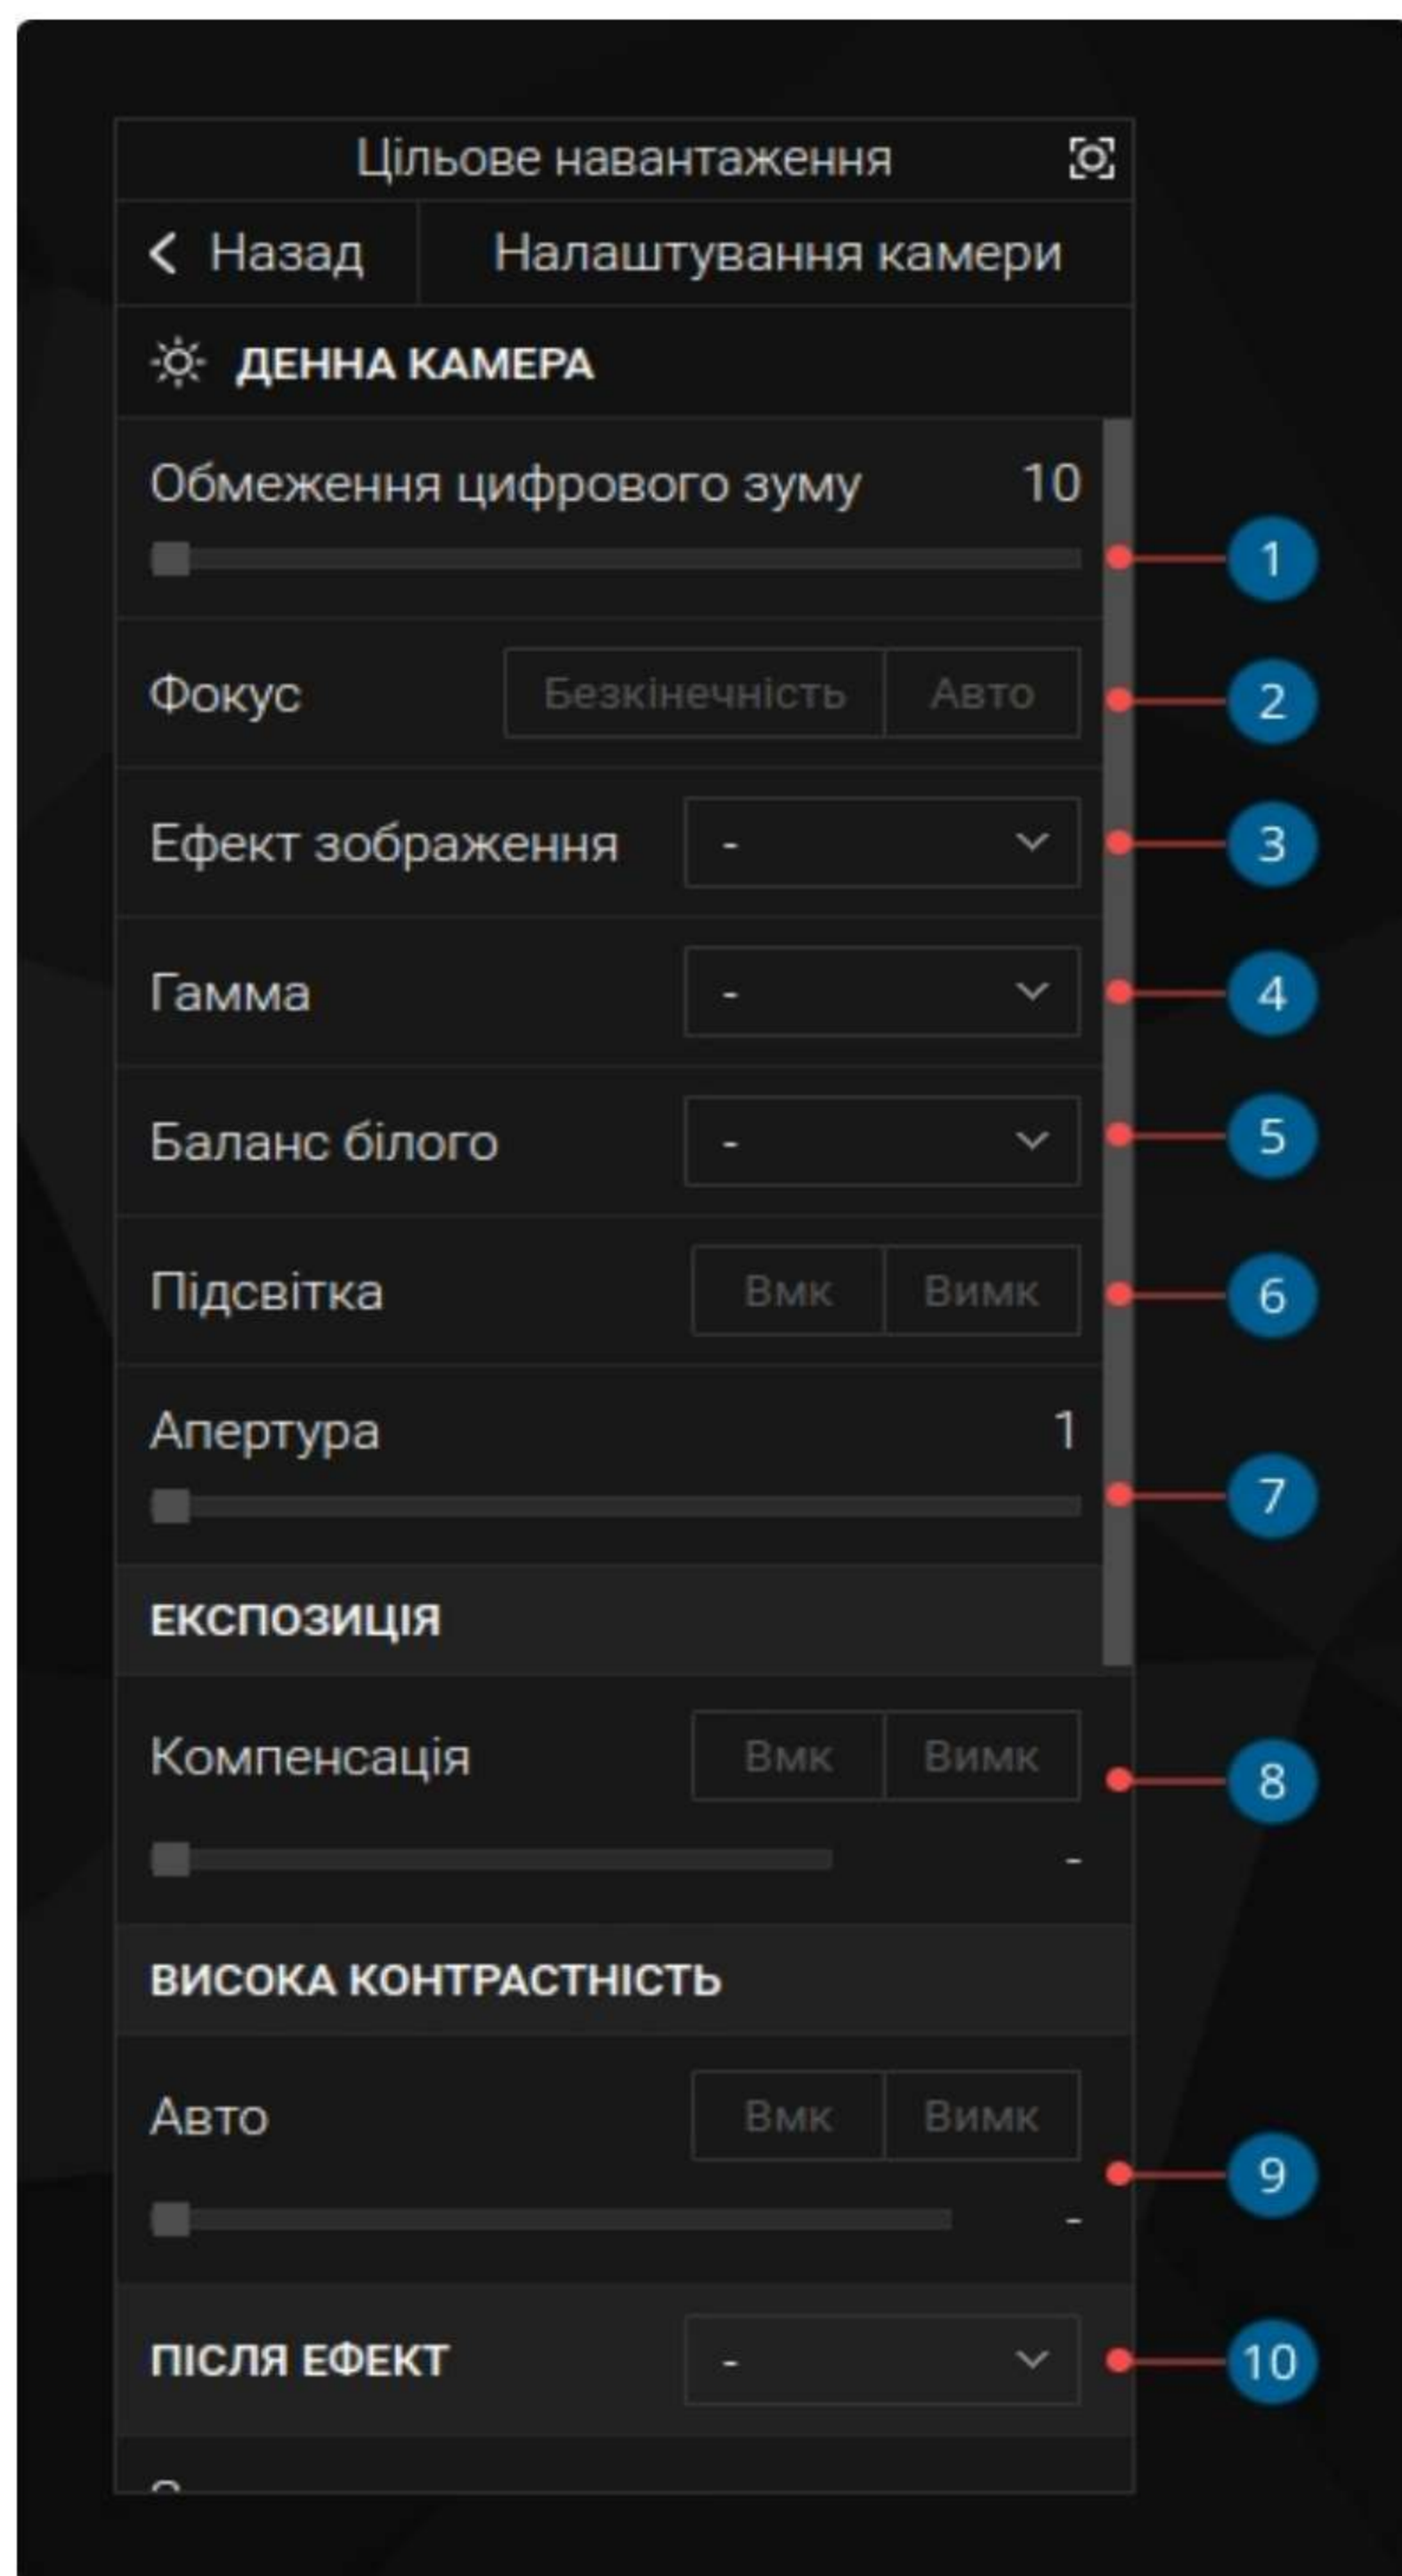 Цільове навантаження
Назад Налаштування камери
ДЕННА КАМЕРА
Обмеження цифрового зуму 10
1
Фокус Безкінечність Авто 2
Ефект зображення - 3
Гамма - 4
Баланс білого - 5
Підсвітка Вмк Вимк 6
Апертура 1
7
ЕКСПОЗИЦІЯ
Компенсація Вмк Вимк 8
-
ВИСОКА КОНТРАСТНІСТЬ
Авто Вмк Вимк
9
-
ПІСЛЯ ЕФЕКТ - 10